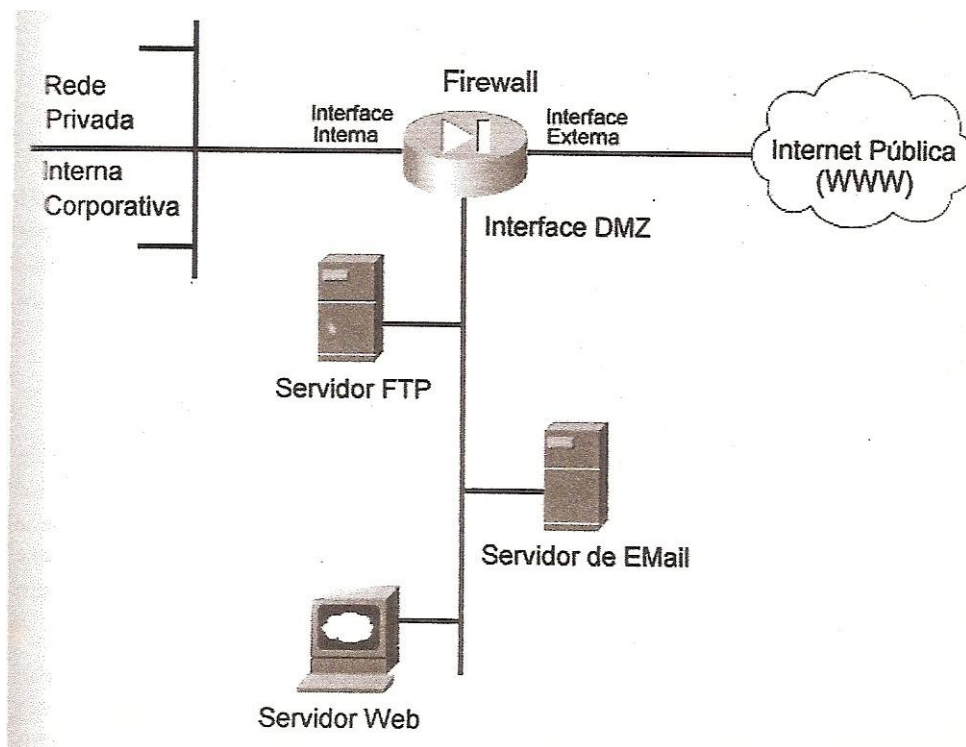 Rede
Privada
Interna
Corporativa
Interface
Interna
Firewall
Interface
Externa
Internet Pública
(WWW)
Interface DMZ
Servidor FTP
Servidor de EMail
Servidor Web